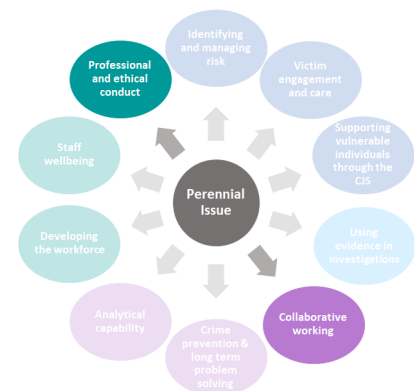 Identifying
and managing
risk
Professional
and ethical
conduct
Victim
engagement
and care
Staff
wellbeing
Supporting
vulnerable
individuals
through the
CJS
Perennial
Issue
Developing
the workforce
Using
evidence in
investigations
Analytical
capability
Collaborative
working
Crime
prevention &
long term
problem
solving